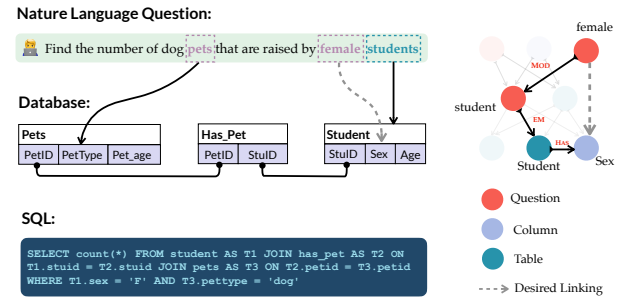 Nature Language Question:
Find the number of dog pets that are raised by female students
Database:
Pets
PetID PetType Pet_age
Has_Pet
PetID StuID
Student
StuID Sex Age
SQL:
SELECT count(*) FROM student AS T1 JOIN has_pet AS T2 ON
T1.stuid = T2.stuid JOIN pets AS T3 ON T2.petid = T3.petid
WHERE T1.sex = 'F' AND T3.pettype = 'dog'
female
MOD
student
EM
HAS
Student
Sex
Question
Column
Table
Desired Linking